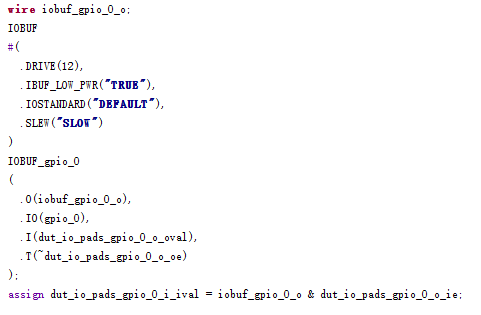 wire iobuf_gpio_0_o;
IOBUF
#(
.DRIVE(12),
.IBUF_LOW_PWR("TRUE"),
.IOSTANDARD("DEFAULT"),
.SLEW("SLOW")
)
IOBUF_gpio_0
(
.O(iobuf_gpio_0_o),
.IO(gpio_0),
.I(dut_io_pads_gpio_0_o_oval),
.T(~dut_io_pads_gpio_0_o_oe)
);
assign dut_io_pads_gpio_0_i_ival = iobuf_gpio_0_o & dut_io_pads_gpio_0_o_ie;